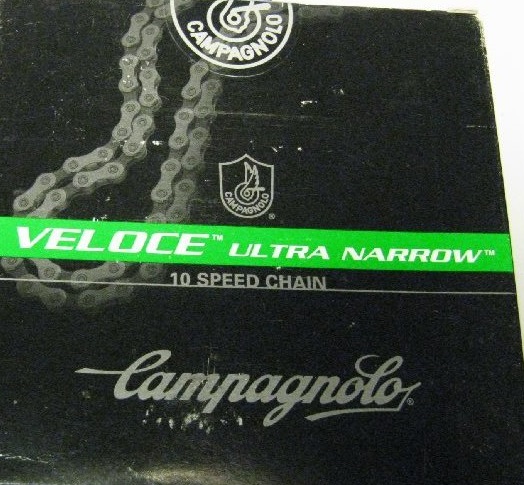 CAMPAGNOLO
CAMPAGNOLO
®
VELOCE™ ULTRA NARROW™
10 SPEED CHAIN
Campagnolo®